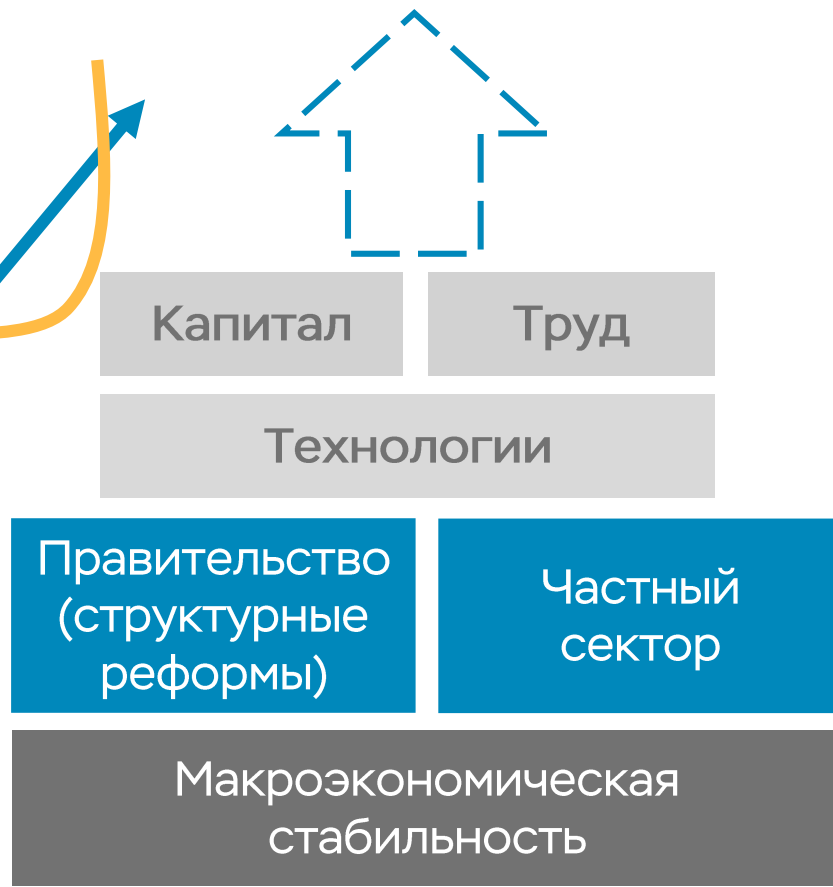 Капитал
Труд
Технологии
Правительство
(структурные
реформы)
Частный
сектор
Макроэкономическая
стабильность